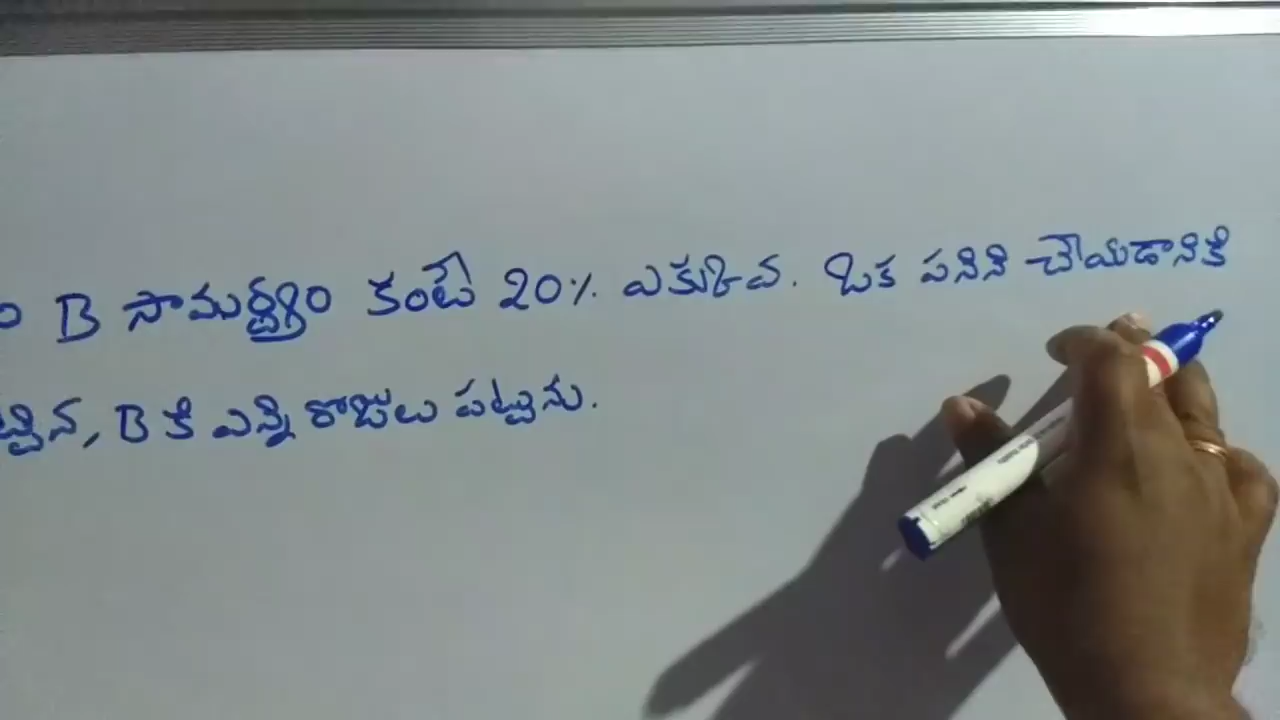 B సామర్థ్యం కంటే 20%. ఎక్కువ. ఒక పనిని చేయడానికి
, B కి ఎన్ని రోజులు పట్టును.